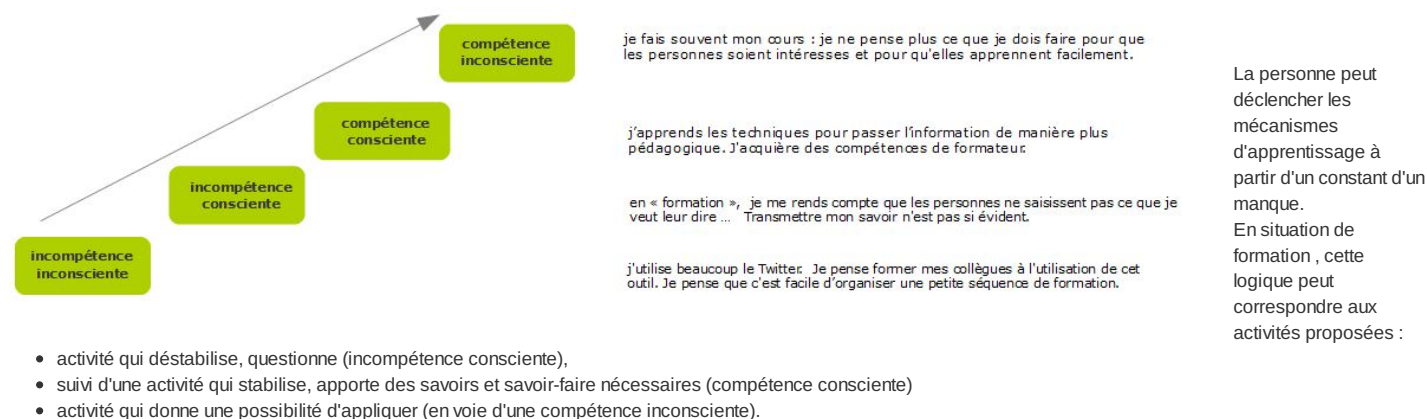 compétence
inconsciente
je fais souvent mon cours : je ne pense plus ce que je dois faire pour que
les personnes soient intéresses et pour qu'elles apprennent facilement.
compétence
consciente
j'apprends les techniques pour passer l'information de manière plus
pédagogique. J'acquière des compétences de formateur.
incompétence
consciente
en « formation », je me rends compte que les personnes ne saisissent pas ce que je
veut leur dire ... Transmettre mon savoir n'est pas si évident.
incompétence
inconsciente
j'utilise beaucoup le Twitter. Je pense former mes collègues à l'utilisation de cet
outil. Je pense que c'est facile d'organiser une petite séquence de formation.
La personne peut
déclencher les
mécanismes
d'apprentissage à
partir d'un constant d'un
manque.
En situation de
formation , cette
logique peut
correspondre aux
activités proposées :
• activité qui déstabilise, questionne (incompétence consciente),
• suivi d'une activité qui stabilise, apporte des savoirs et savoir-faire nécessaires (compétence consciente)
• activité qui donne une possibilité d'appliquer (en voie d'une compétence inconsciente).